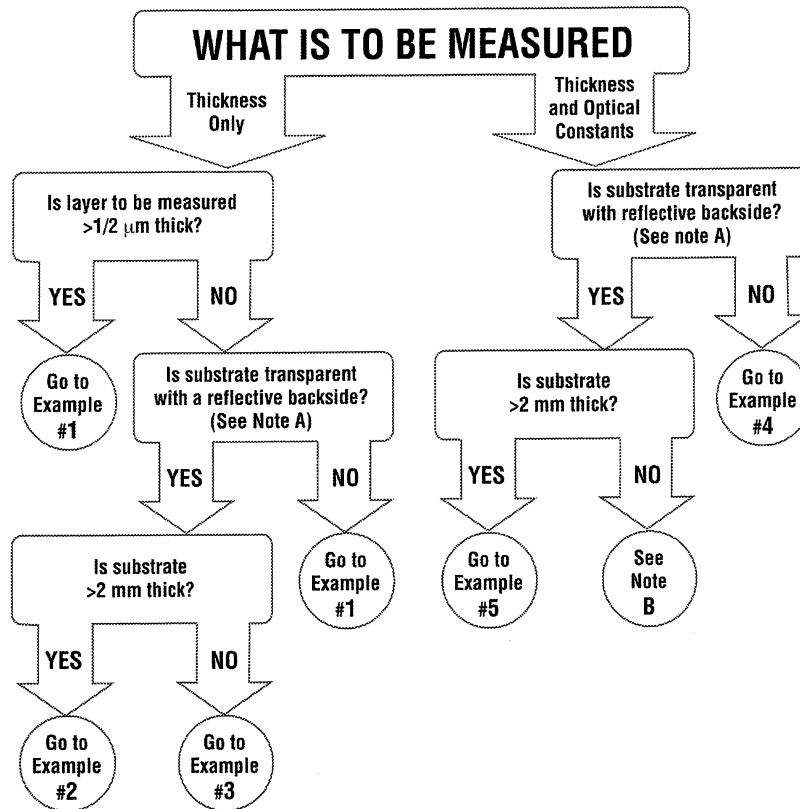 WHAT IS TO BE MEASURED
Thickness
Only
Thickness
and Optical
Constants
Is layer to be measured
>1/2 μm thick?
YES
NO
Go to
Example
#1
Is substrate transparent
with a reflective backside?
(See Note A)
YES
NO
Is substrate
>2 mm thick?
YES
NO
Go to
Example
#2
Go to
Example
#3
Go to
Example
#1
Is substrate transparent
with reflective backside?
(See note A)
YES
NO
Is substrate
>2 mm thick?
YES
NO
Go to
Example
#5
See
Note
B
Go to
Example
#4